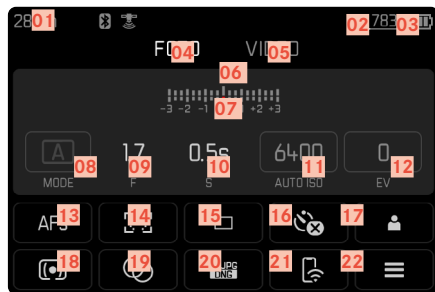 28 01 02 783 03
04 VIDEO 05
06
07
-3 -2 -1 +2 +3
A 08 1.7 09 0.5s 10 6400 11 0 12
MODE F S AUTO ISO EV
13 14 15 16 17
18 19 20 JPG DNG 21 22